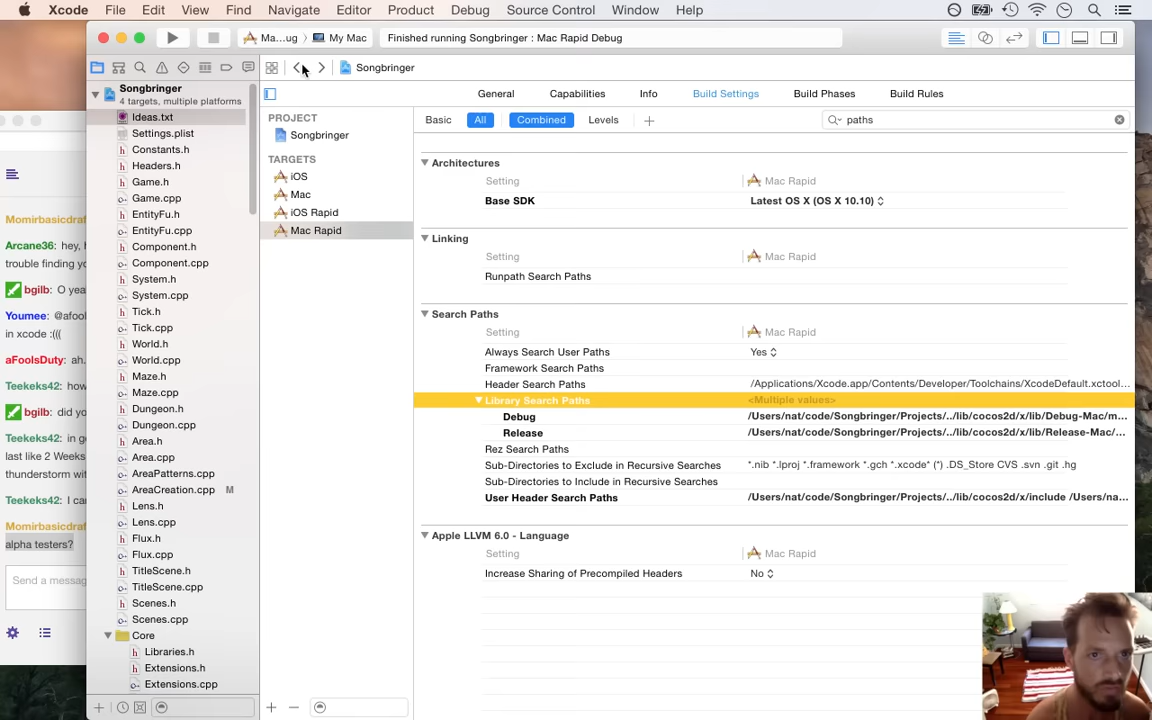 Xcode File Edit View Find Navigate Editor Product Debug Source Control Window Help
Ma...ug My Mac Finished running Songbringer : Mac Rapid Debug
Songbringer
Songbringer
4 targets, multiple platforms
Ideas.txt
Settings.plist
Constants.h
Headers.h
Game.h
Game.cpp
EntityFu.h
EntityFu.cpp
Component.h
Component.cpp
System.h
System.cpp
Tick.h
Tick.cpp
World.h
World.cpp
Maze.h
Maze.cpp
Dungeon.h
Dungeon.cpp
Area.h
Area.cpp
AreaPatterns.cpp
AreaCreation.cpp M
Lens.h
Lens.cpp
Flux.h
Flux.cpp
TitleScene.h
TitleScene.cpp
Scenes.h
Scenes.cpp
Core
Libraries.h
Extensions.h
Extensions.cpp
General Capabilities Info Build Settings Build Phases Build Rules
PROJECT
Songbringer
TARGETS
iOS
Mac
iOS Rapid
Mac Rapid
Basic All Combined Levels paths
Architectures
Setting Mac Rapid
Base SDK Latest OS X (OS X 10.10)
Linking
Setting Mac Rapid
Runpath Search Paths
Search Paths
Setting Mac Rapid
Always Search User Paths Yes
Framework Search Paths
Header Search Paths /Applications/Xcode.app/Contents/Developer/Toolchains/XcodeDefault.xctool...
Library Search Paths <Multiple values>
Debug /Users/nat/code/Songbringer/Projects/../lib/cocos2d/x/lib/Debug-Mac/m...
Release /Users/nat/code/Songbringer/Projects/../lib/cocos2d/x/lib/Release-Mac/...
Rez Search Paths
Sub-Directories to Exclude in Recursive Searches *.nib *.lproj *.framework *.gch *.xcode* (*) .DS_Store CVS .svn .git .hg
Sub-Directories to Include in Recursive Searches
User Header Search Paths /Users/nat/code/Songbringer/Projects/../lib/cocos2d/x/include /Users/na...
Apple LLVM 6.0 - Language
Setting Mac Rapid
Increase Sharing of Precompiled Headers No
Momirbasicdra
Arcane36: hey,
trouble finding yo
bgilb: O yea
Youmee: @afool
in xcode :(((
aFoolsDuty: ah.
Teekeks42: how
bgilb: did yo
Teekeks42: in ge
last like 2 Weeks
thunderstorm wit
Teekeks42: I ca
Momirbasicdraf
alpha testers?
Send a messag